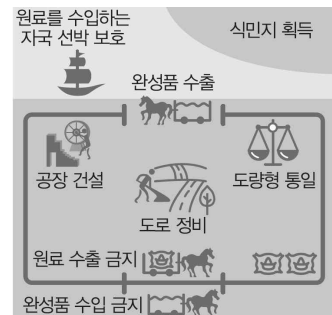 원료를 수입하는
자국 선박 보호
식민지 획득
완성품 수출
공장 건설
도량형 통일
도로 정비
원료 수출 금지
완성품 수입 금지